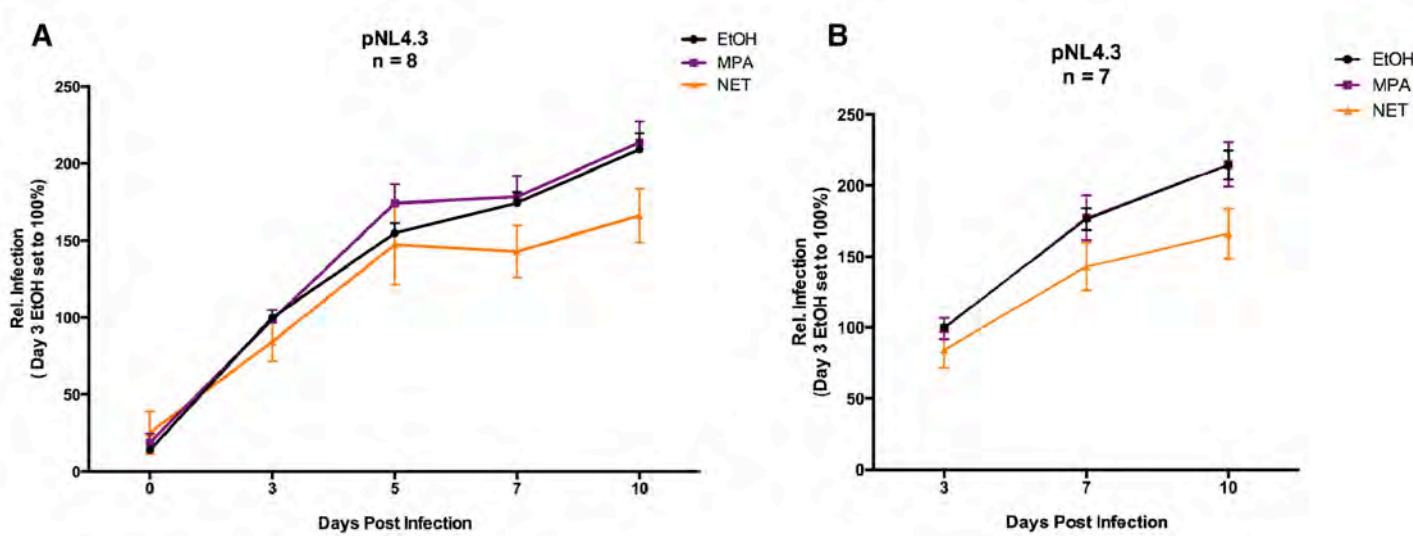 A
pNL4.3
n = 8
EtOH
MPA
NET
250
200
150
100
50
0
Rel. Infection
( Day 3 EtOH set to 100%)
0 3 5 7 10
Days Post Infection
B
pNL4.3
n = 7
EtOH
MPA
NET
250
200
150
100
50
0
Rel. Infection
(Day 3 EtOH set to 100%)
3 7 10
Days Post Infection